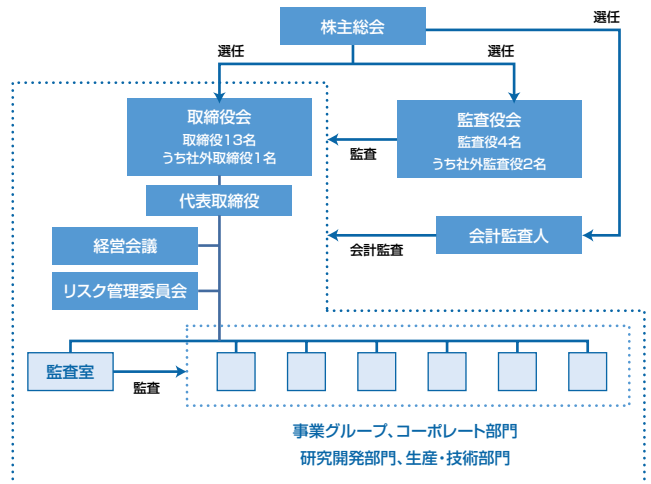 株主総会
選任
選任
選任
取締役会
取締役13名
うち社外取締役1名
監査役会
監査役4名
うち社外監査役2名
監査
代表取締役
会計監査人
会計監査
経営会議
リスク管理委員会
監査室
監査
事業グループ、コーポレート部門
研究開発部門、生産・技術部門